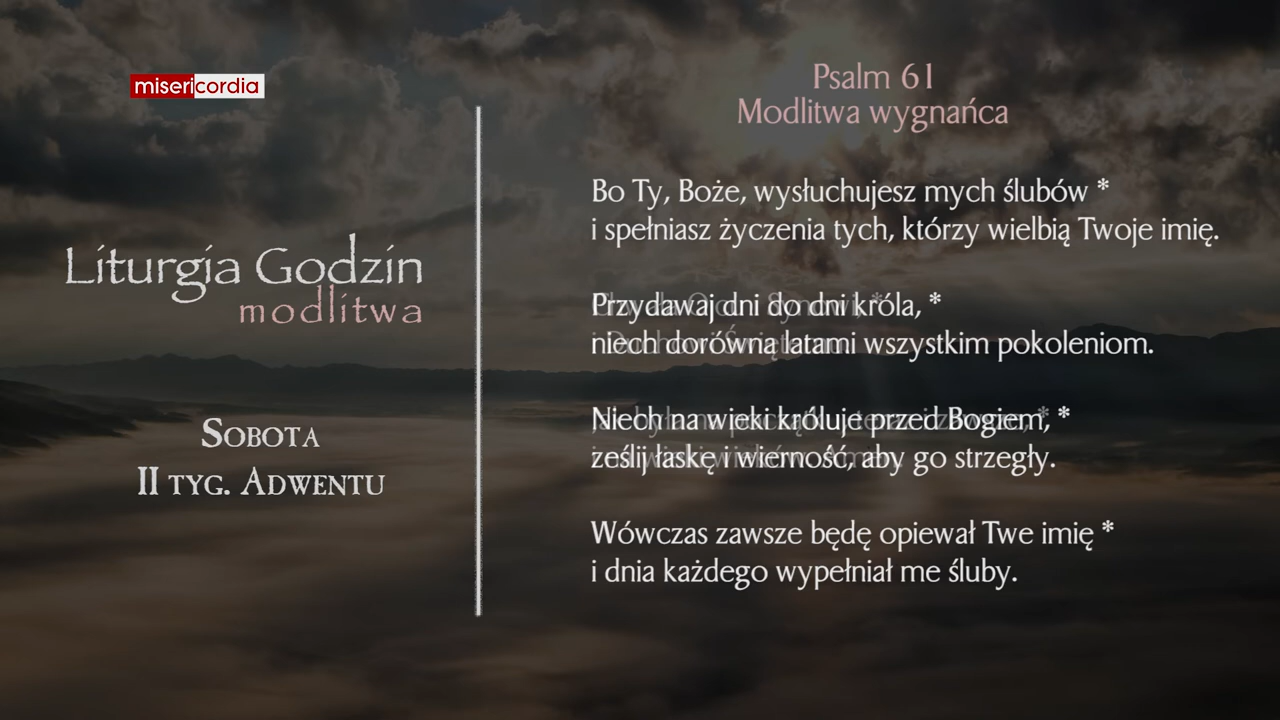 misericordia
Liturgia Godzin
modlitwa
Sobota
II tyg. Adwentu
Psalm 61
Modlitwa wygnańca
Bo Ty, Boże, wysłuchujesz mych ślubów *
i spełniasz życzenia tych, którzy wielbią Twoje imię.
Przydawaj dni do dni króla, *
niech dorówną latami wszystkim pokoleniom.
Niech na wieki króluje przed Bogiem, *
ześlij łaskę i wierność, aby go strzegły.
Wówczas zawsze będę opiewał Twe imię *
i dnia każdego wypełniał me śluby.